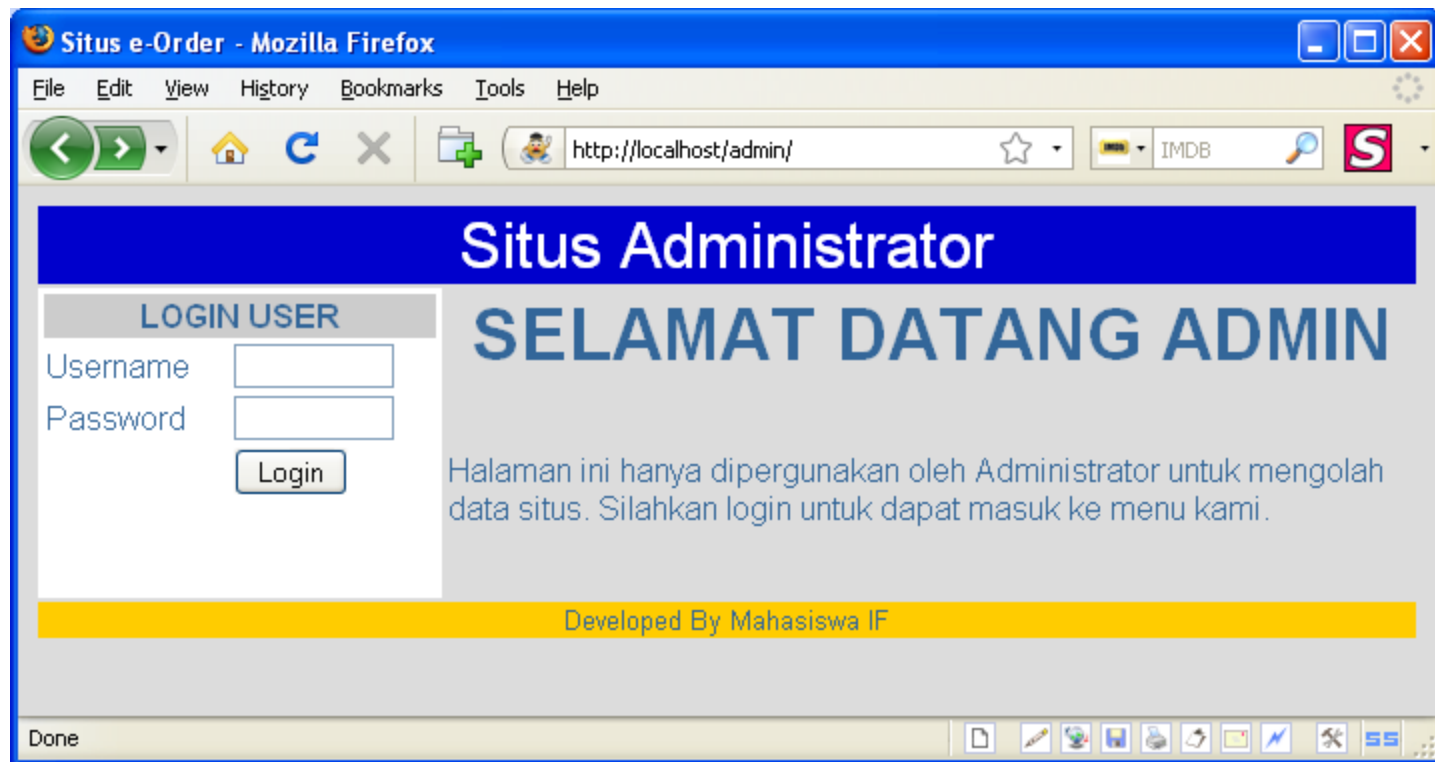 Situs e-Order - Mozilla Firefox
File Edit View History Bookmarks Tools Help
http://localhost/admin/ IMDB IMDB S
Situs Administrator
LOGIN USER
SELAMAT DATANG ADMIN
Username
Password
Login
Halaman ini hanya dipergunakan oleh Administrator untuk mengolah
data situs. Silahkan login untuk dapat masuk ke menu kami.
Developed By Mahasiswa IF
Done